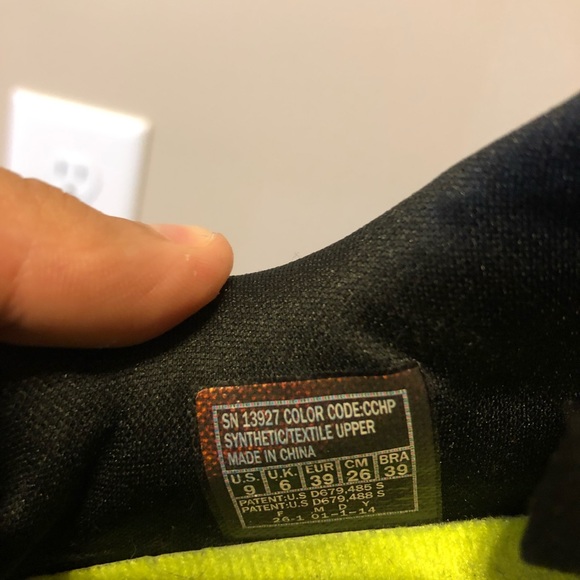 SN 13927 COLOR CODE:CCHP
SYNTHETIC/TEXTILE UPPER
MADE IN CHINA
U.S. U.K. EUR CM BRA
9 6 39 26 39
PATENT:U.S D679,485 S
PATENT:U.S D679,488 S
F M D Y
26-1 01-1-14